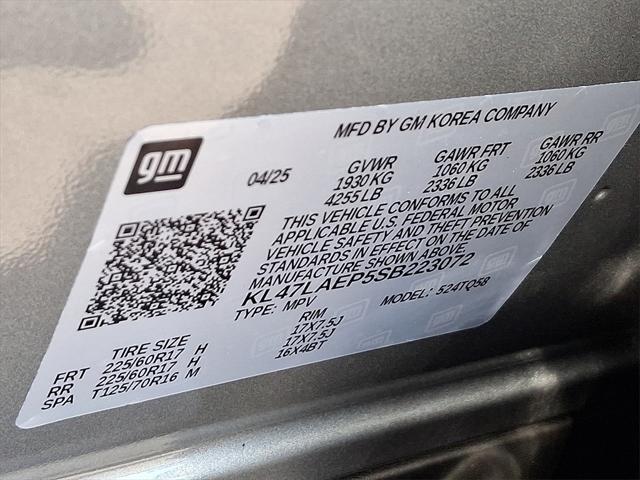 MFD BY GM KOREA COMPANY
gm
04/25
GVWR
1930 KG
4255 LB
GAWR FRT
1060 KG
2336 LB
GAWR RR
1060 KG
2336 LB
THIS VEHICLE CONFORMS TO ALL
APPLICABLE U.S. FEDERAL MOTOR
VEHICLE SAFETY AND THEFT PREVENTION
STANDARDS IN EFFECT ON THE DATE OF
MANUFACTURE SHOWN ABOVE.
KL47LAEP5SB223072
TYPE: MPV
MODEL: 524TQ58
TIRE SIZE
RIM
FRT 225/60R17 H 17X7.5J
RR 225/60R17 H 17X7.5J
SPA T125/70R16 M 16X4BT